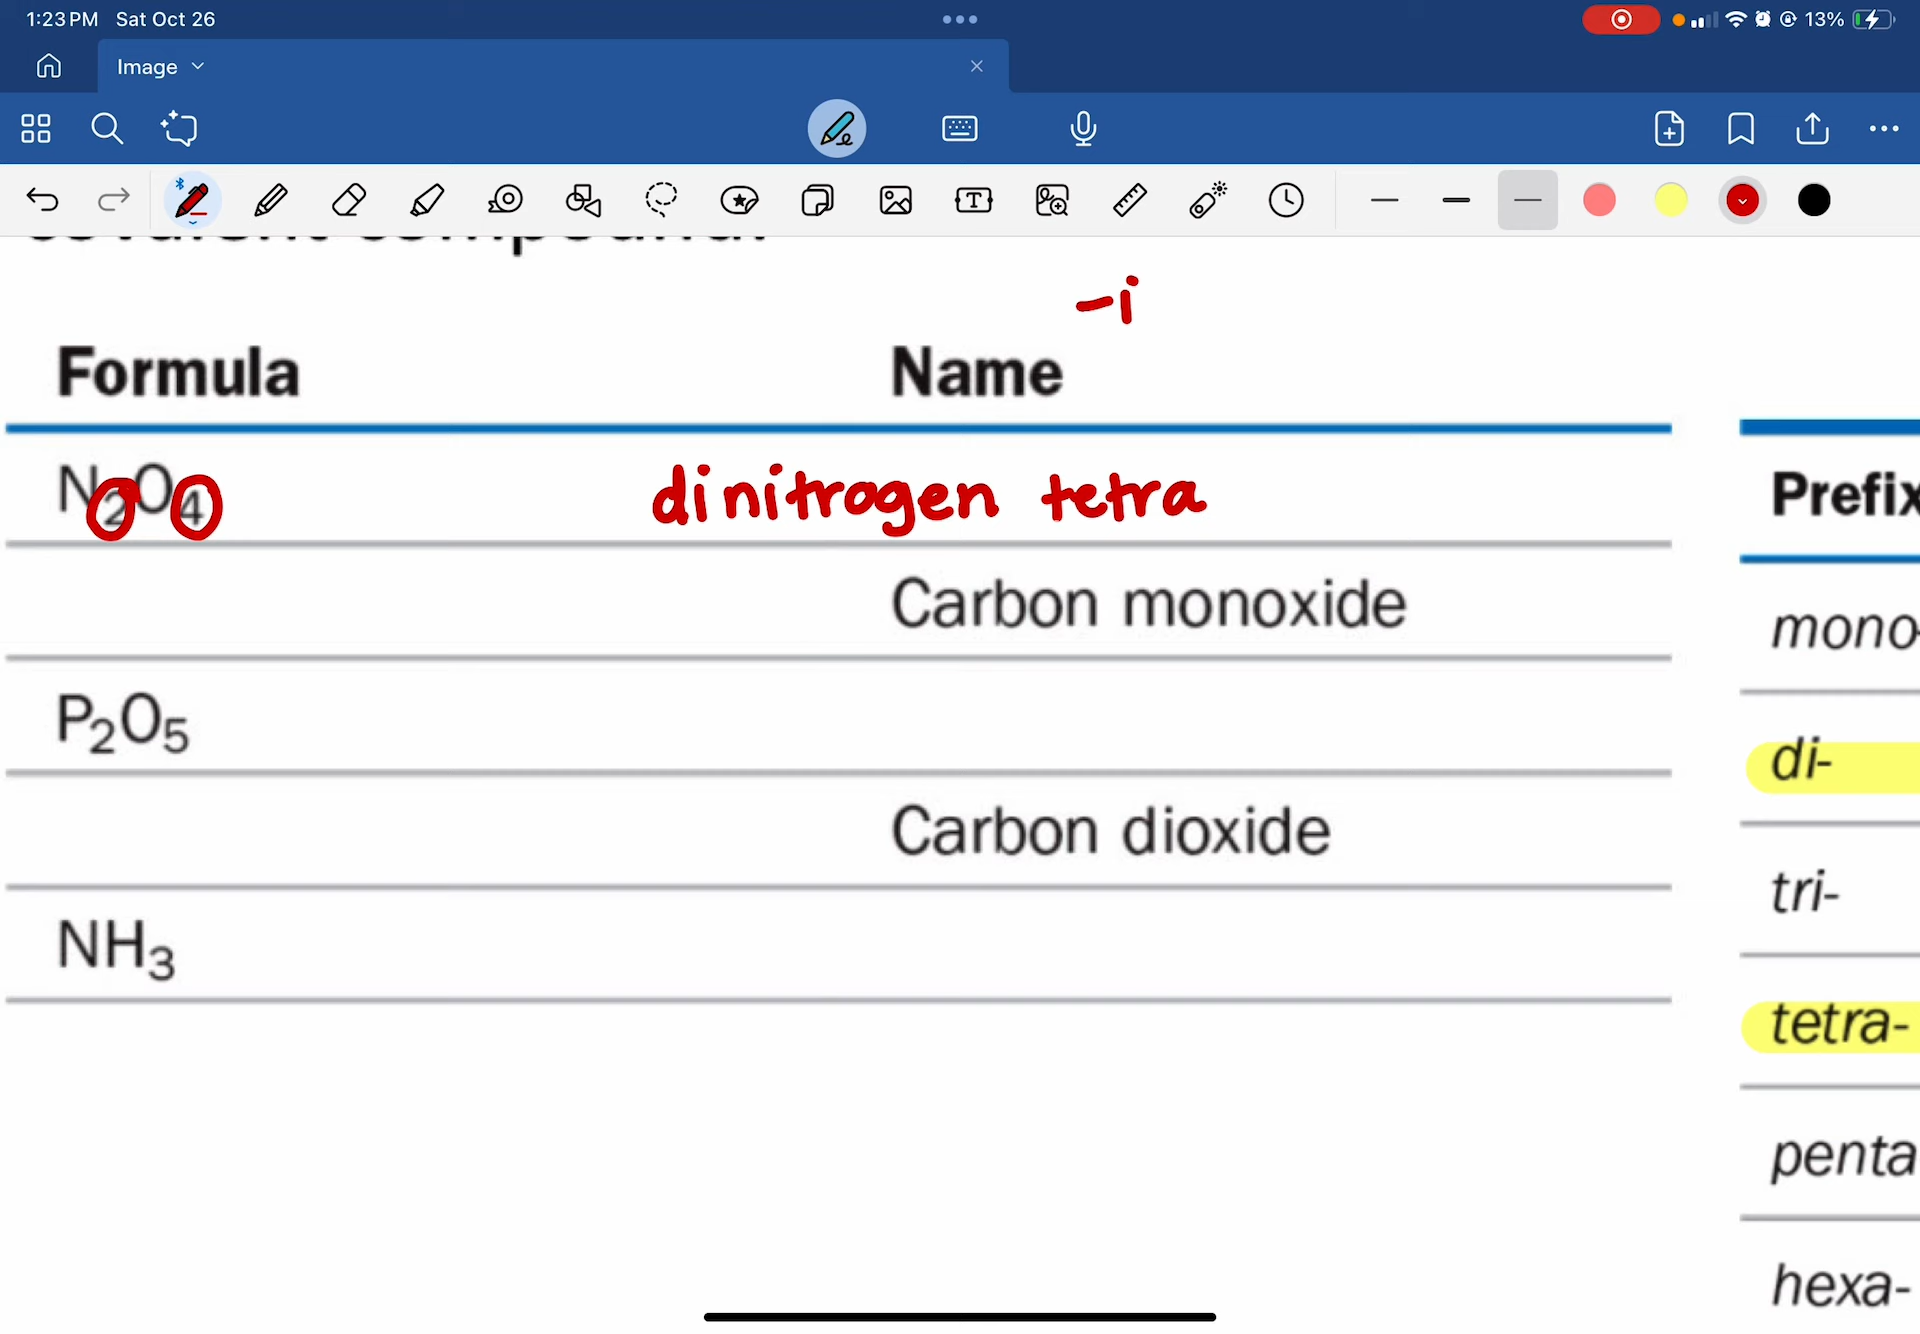 1:23 PM Sat Oct 26
13%
Image
-i
Formula Name
N₂O₄ dinitrogen tetra
Carbon monoxide
P₂O₅
Carbon dioxide
NH₃
Prefix
mono-
di-
tri-
tetra-
penta
hexa-